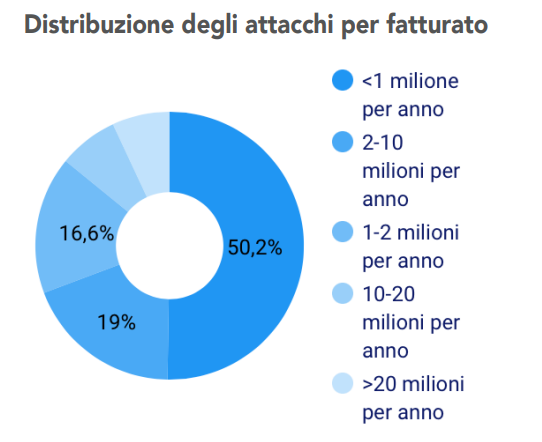 Distribuzione degli attacchi per fatturato
<1 milione
per anno
2-10
milioni per
anno
1-2 milioni
per anno
10-20
milioni per
anno
>20 milioni
per anno
16,6%
50,2%
19%